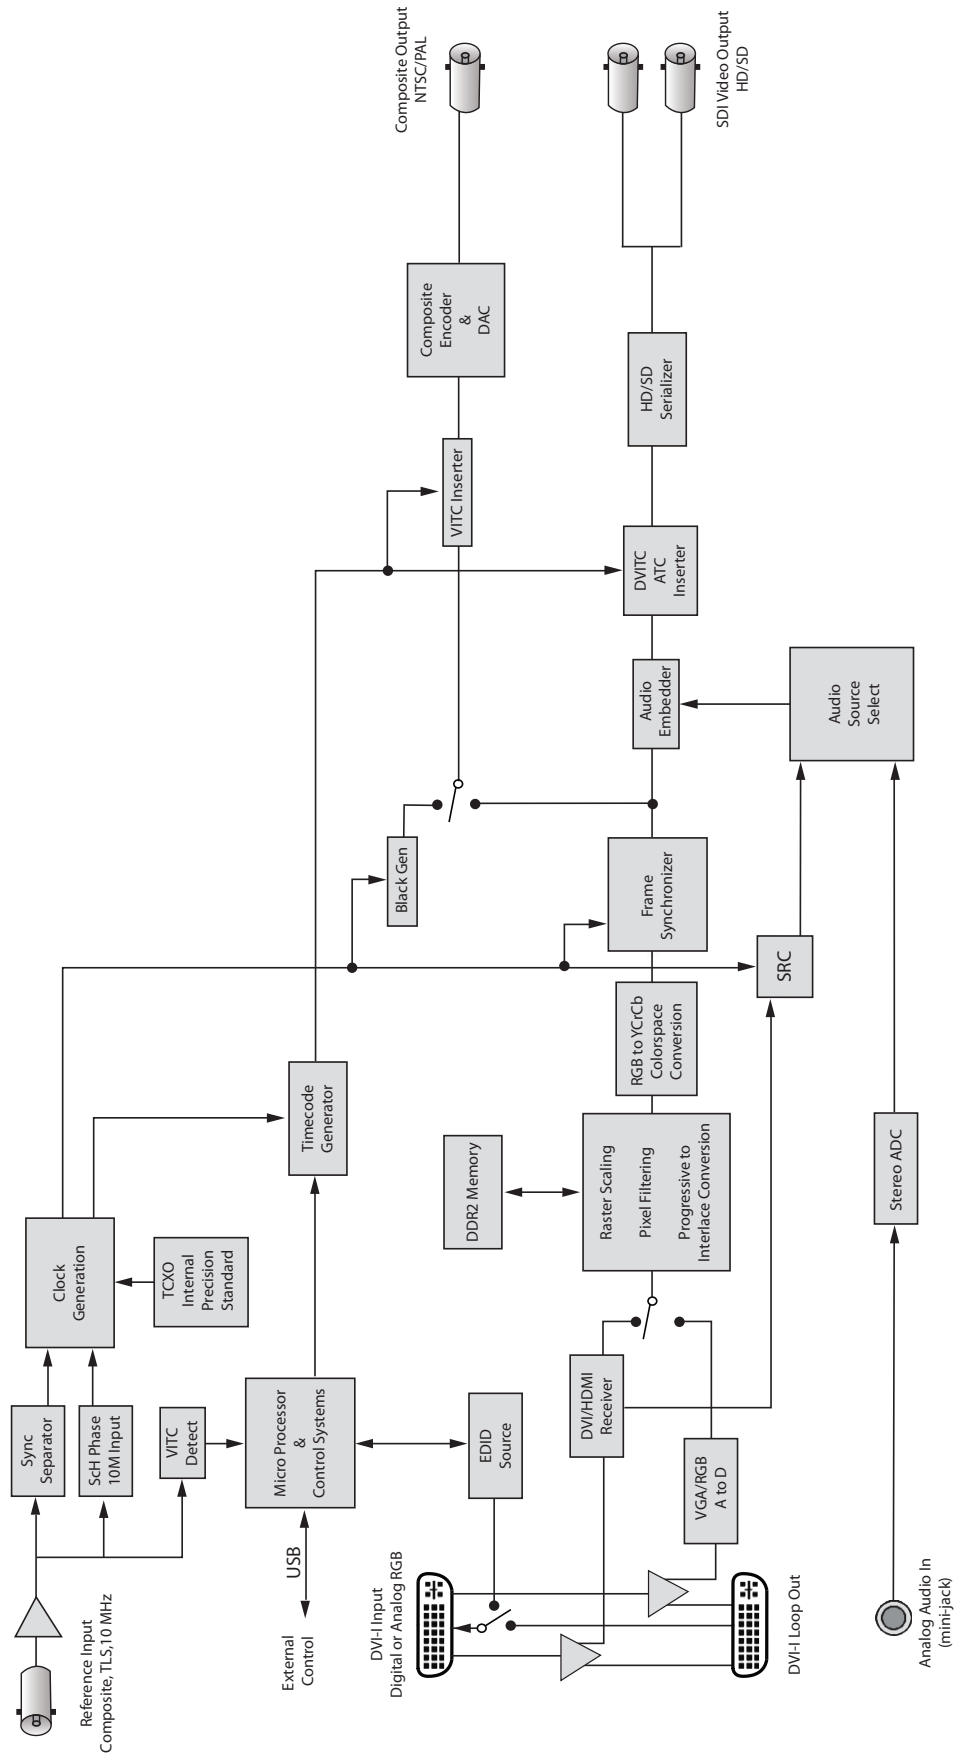 Reference Input
Composite, TLS,10 MHz
Sync
Separator
ScH Phase
10M Input
VITC
Detect
Clock
Generation
TCXO
Internal
Precision
Standard
External
Control
USB
Micro Processor
&
Control Systems
Timecode
Generator
Black Gen
VITC Inserter
Composite
Encoder
&
DAC
Composite Output
NTSC/PAL
DVI-I Input
Digital or Analog RGB
EDID
Source
DDR2 Memory
DVI/HDMI
Receiver
VGA/RGB
A to D
Raster Scaling
Pixel Filtering
Progressive to
Interlace Conversion
RGB to YCrCb
Colorspace
Conversion
Frame
Synchronizer
Audio
Embedder
DVITC
ATC
Inserter
HD/SD
Serializer
SDI Video Output
HD/SD
DVI-I Loop Out
SRC
Audio
Source
Select
Analog Audio In
(mini-jack)
Stereo ADC